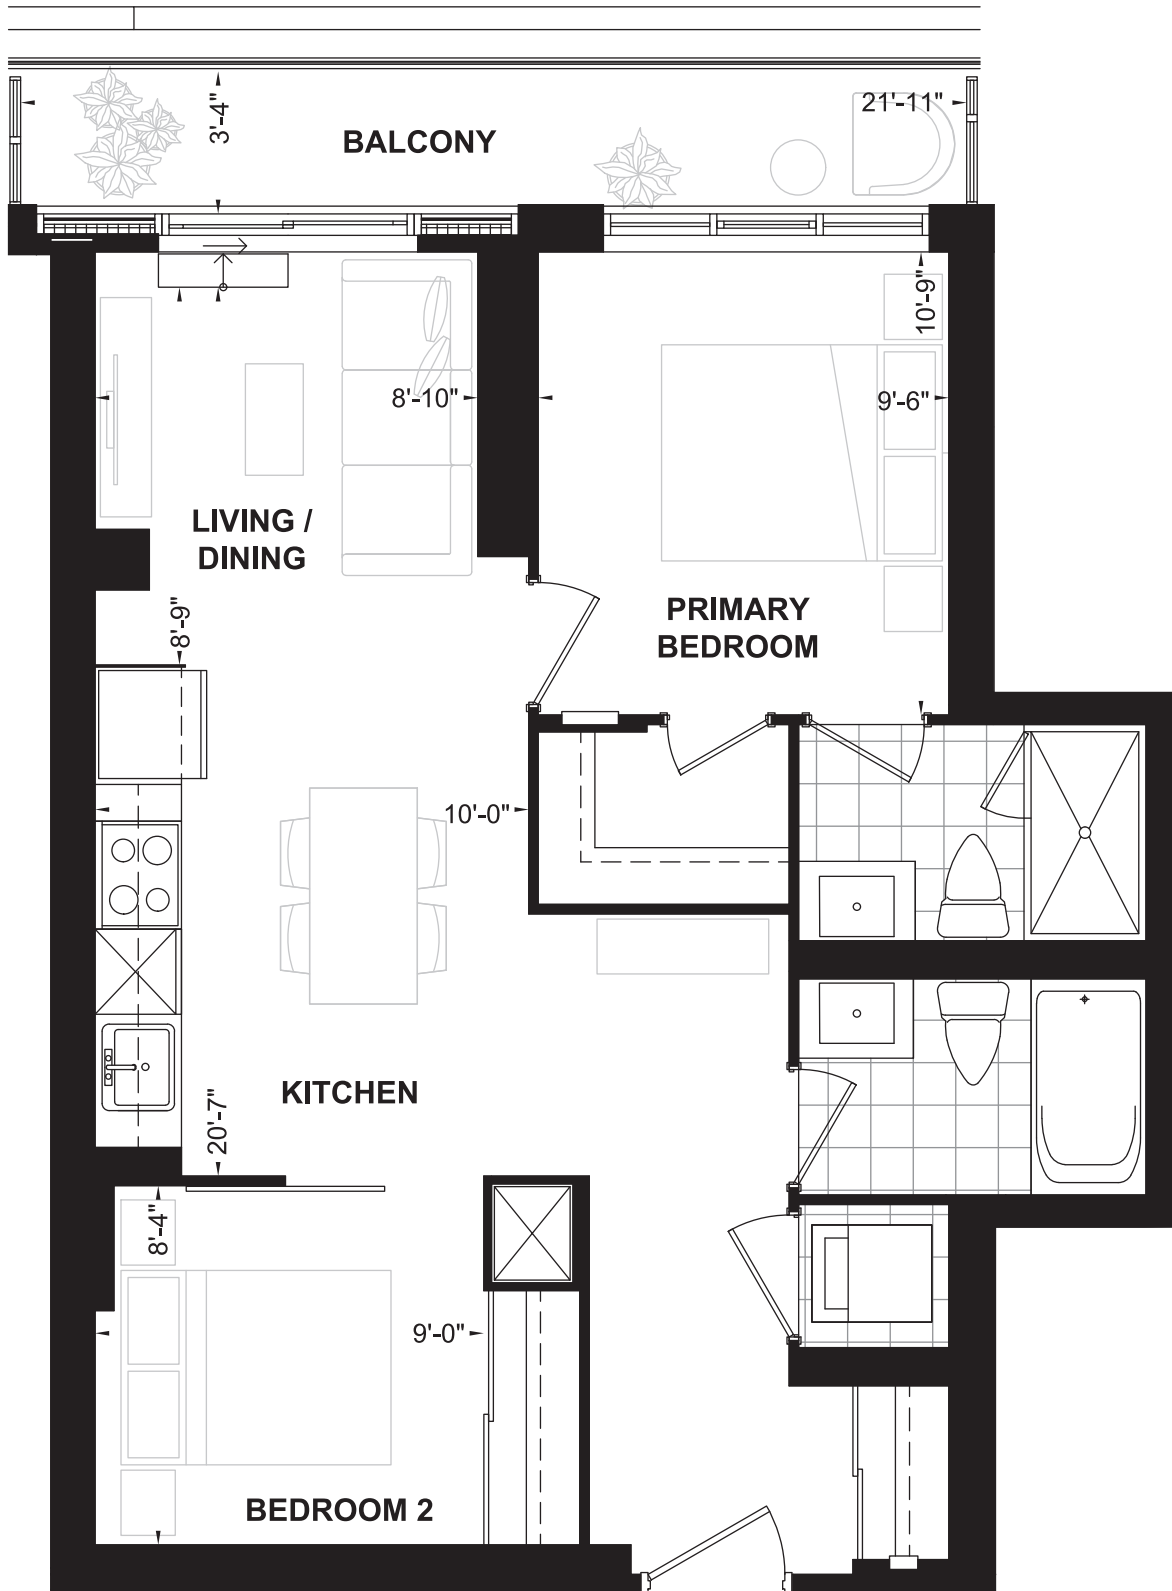 3'-4"
BALCONY
21'-11"
10'-9"
8'-10"
9'-6"
LIVING /
DINING
PRIMARY
BEDROOM
8'-9"
10'-0"
KITCHEN
20'-7"
8'-4"
9'-0"
BEDROOM 2